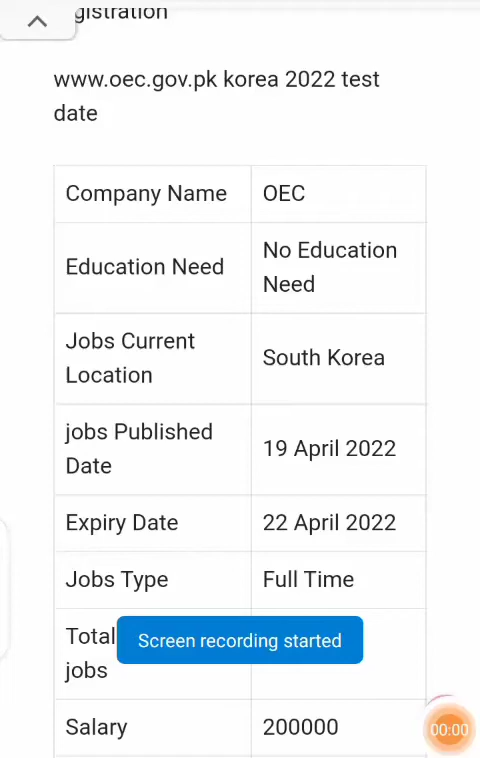 gistration
www.oec.gov.pk korea 2022 test
date
Company Name
OEC
Education Need
No Education
Need
Jobs Current
Location
South Korea
jobs Published
Date
19 April 2022
Expiry Date
22 April 2022
Jobs Type
Full Time
Total
jobs
Screen recording started
Salary
200000
00:00